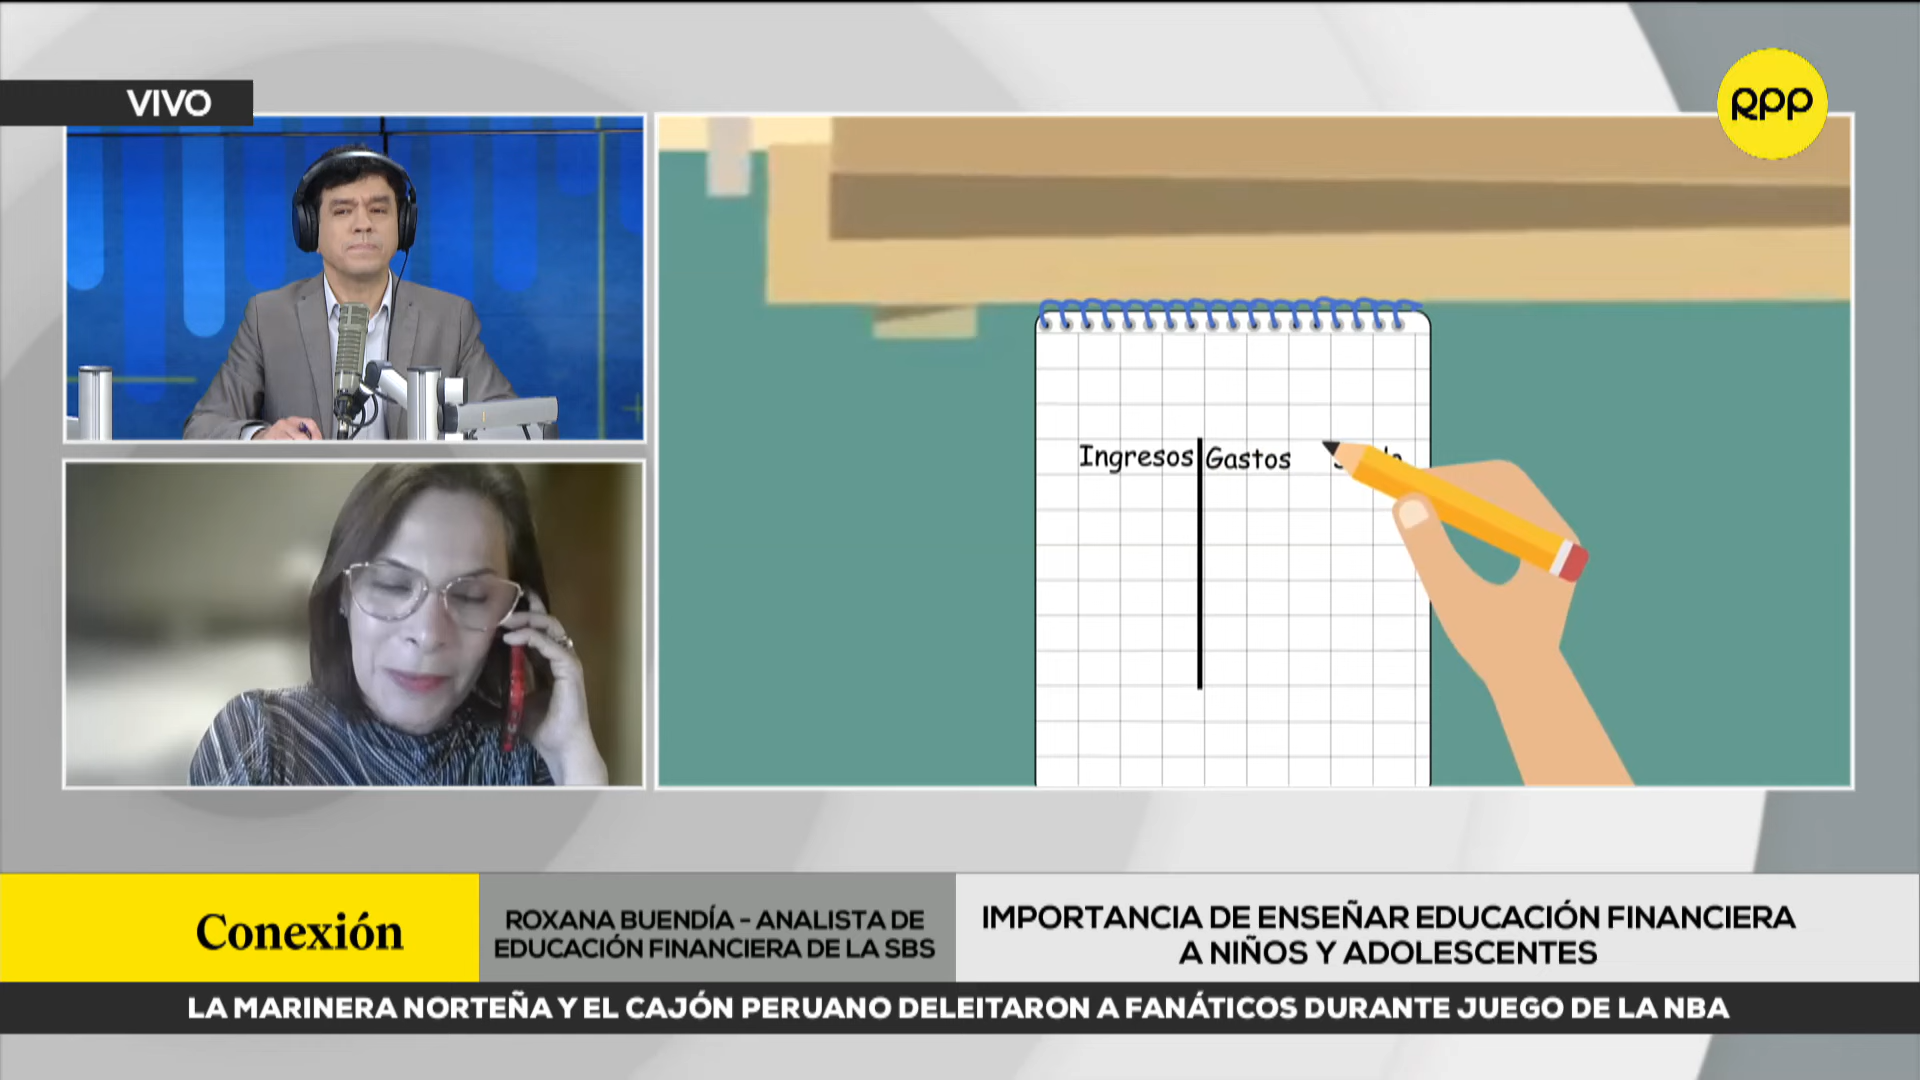 VIVO
RPP
Ingresos Gastos
Conexión
ROXANA BUENDÍA - ANALISTA DE
EDUCACIÓN FINANCIERA DE LA SBS
IMPORTANCIA DE ENSEÑAR EDUCACIÓN FINANCIERA
A NIÑOS Y ADOLESCENTES
LA MARINERA NORTEÑA Y EL CAJÓN PERUANO DELEITARON A FANÁTICOS DURANTE JUEGO DE LA NBA